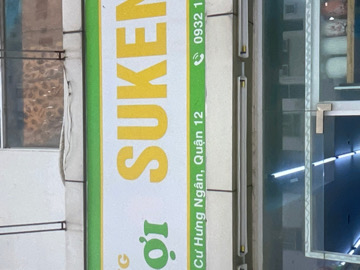 G
ỢI SUKEN
Cư Hưng Ngân, Quận 12 0932 1